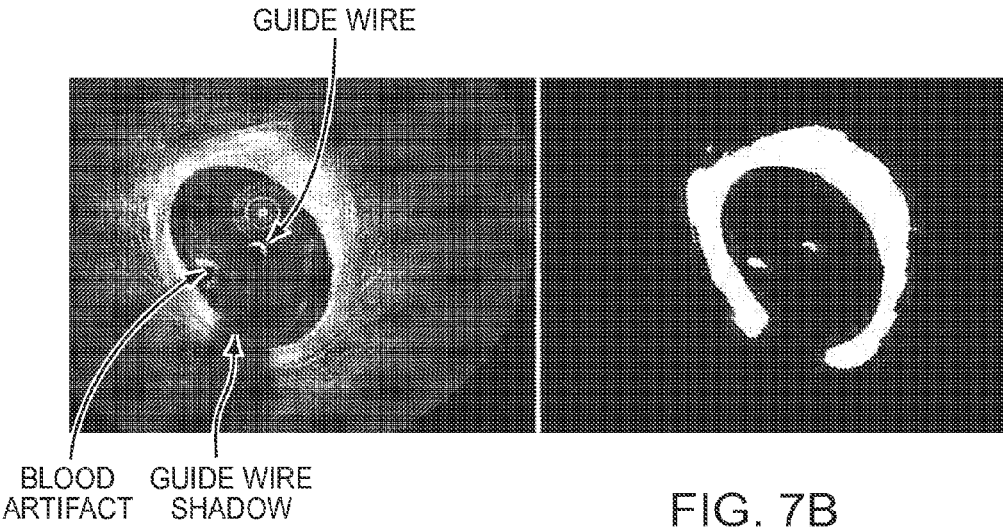 GUIDE WIRE
BLOOD ARTIFACT
GUIDE WIRE SHADOW
FIG. 7B